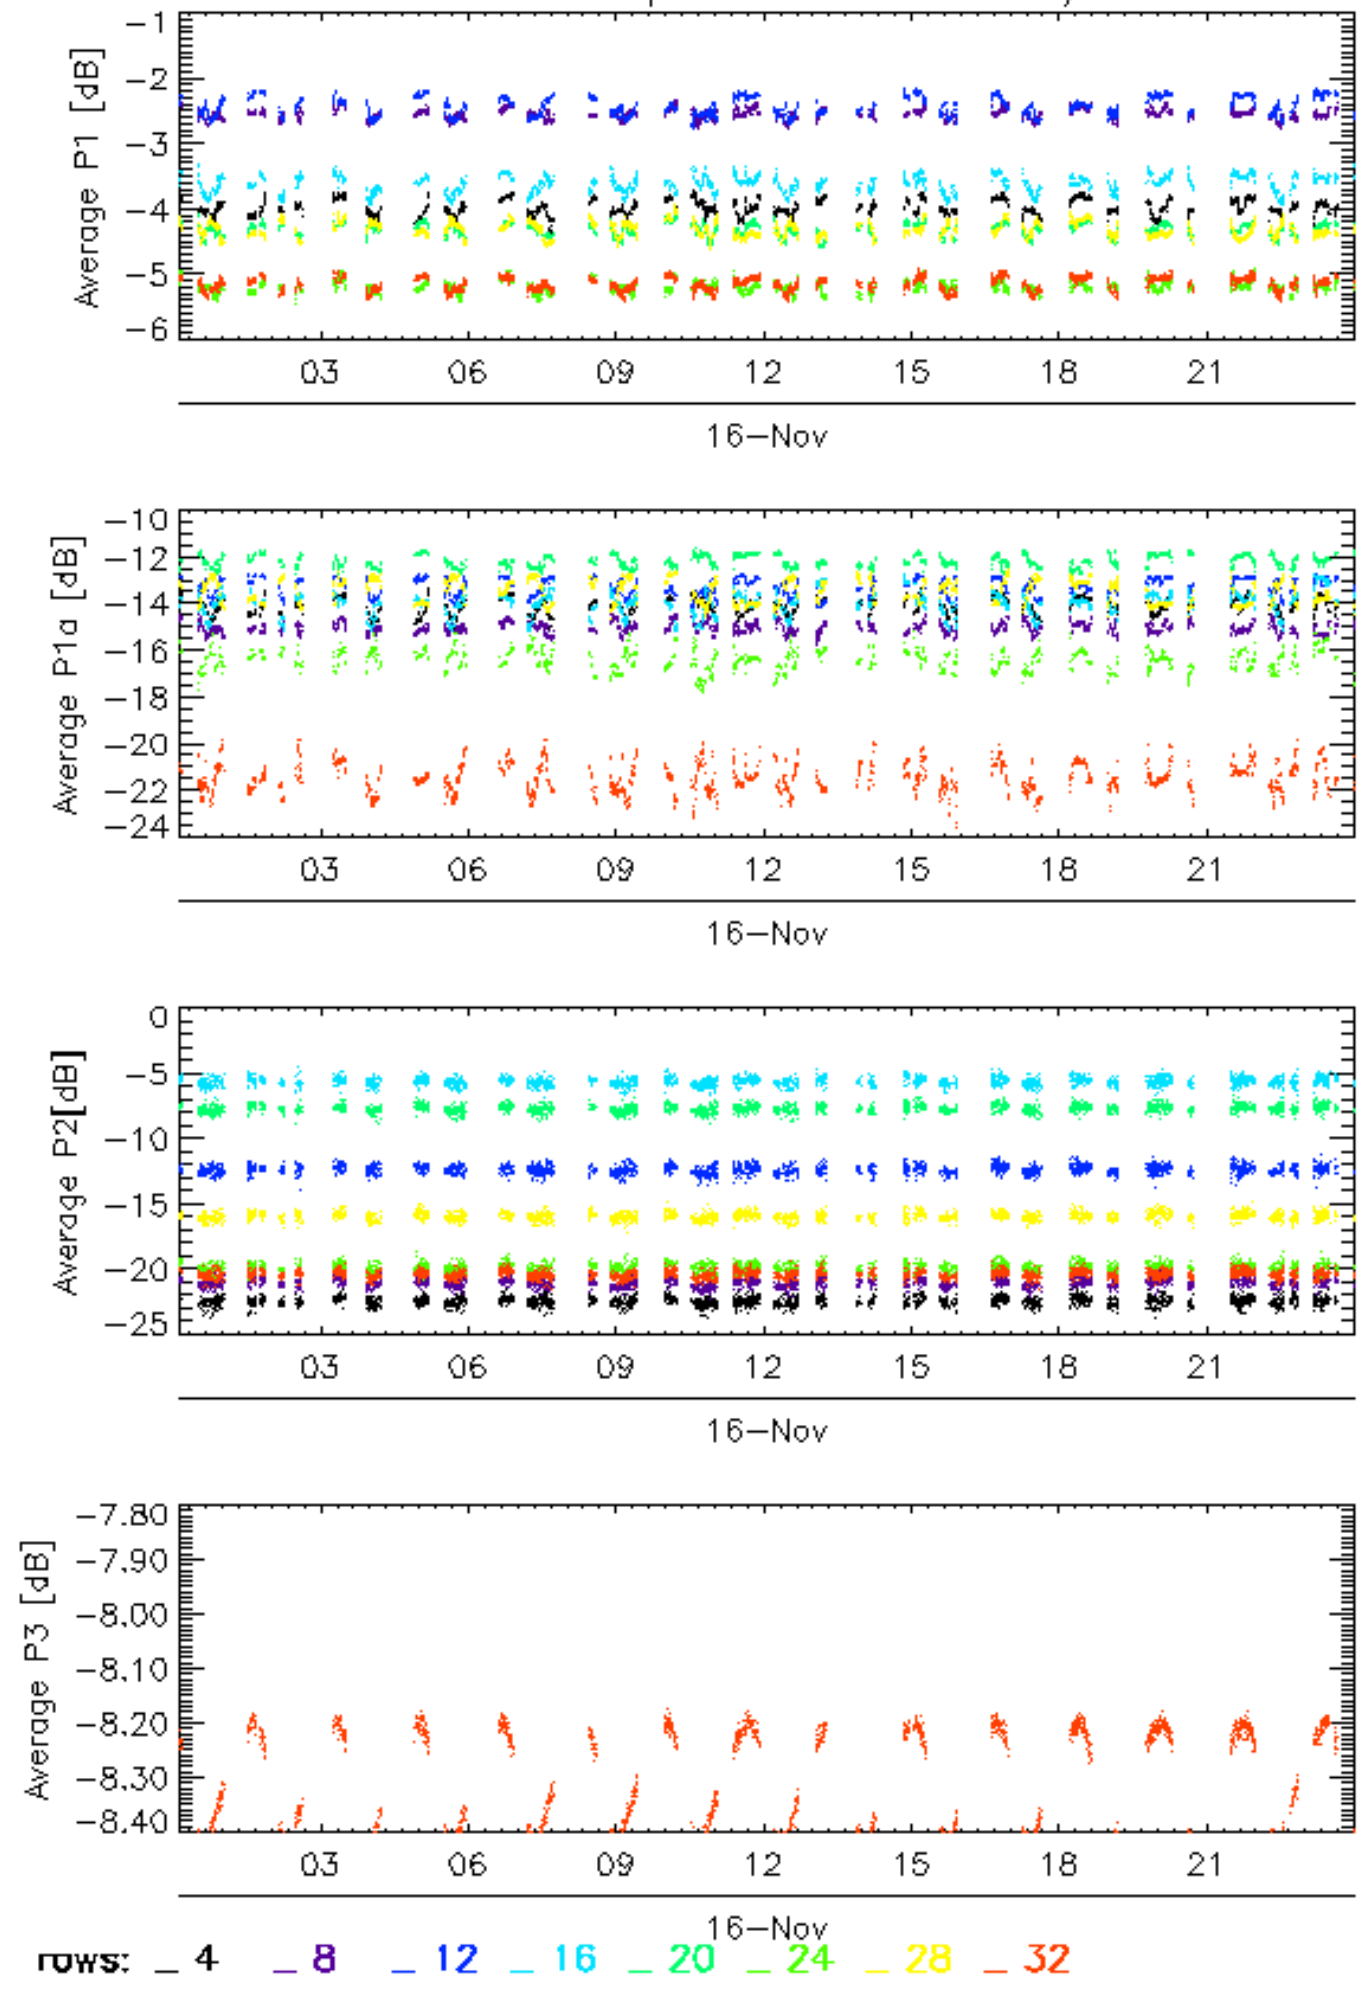 Average P1 [dB]
−1
−2
−3
−4
−5
−6
03 06 09 12 15 18 21
16−Nov
Average P1a [dB]
−10
−12
−14
−16
−18
−20
−22
−24
03 06 09 12 15 18 21
16−Nov
Average P2[dB]
0
−5
−10
−15
−20
−25
03 06 09 12 15 18 21
16−Nov
Average P3 [dB]
−7.80
−7.90
−8.00
−8.10
−8.20
−8.30
−8.40
03 06 09 12 15 18 21
16−Nov
rows: _ 4 _ 8 _ 12 _ 16 _ 20 _ 24 _ 28 _ 32